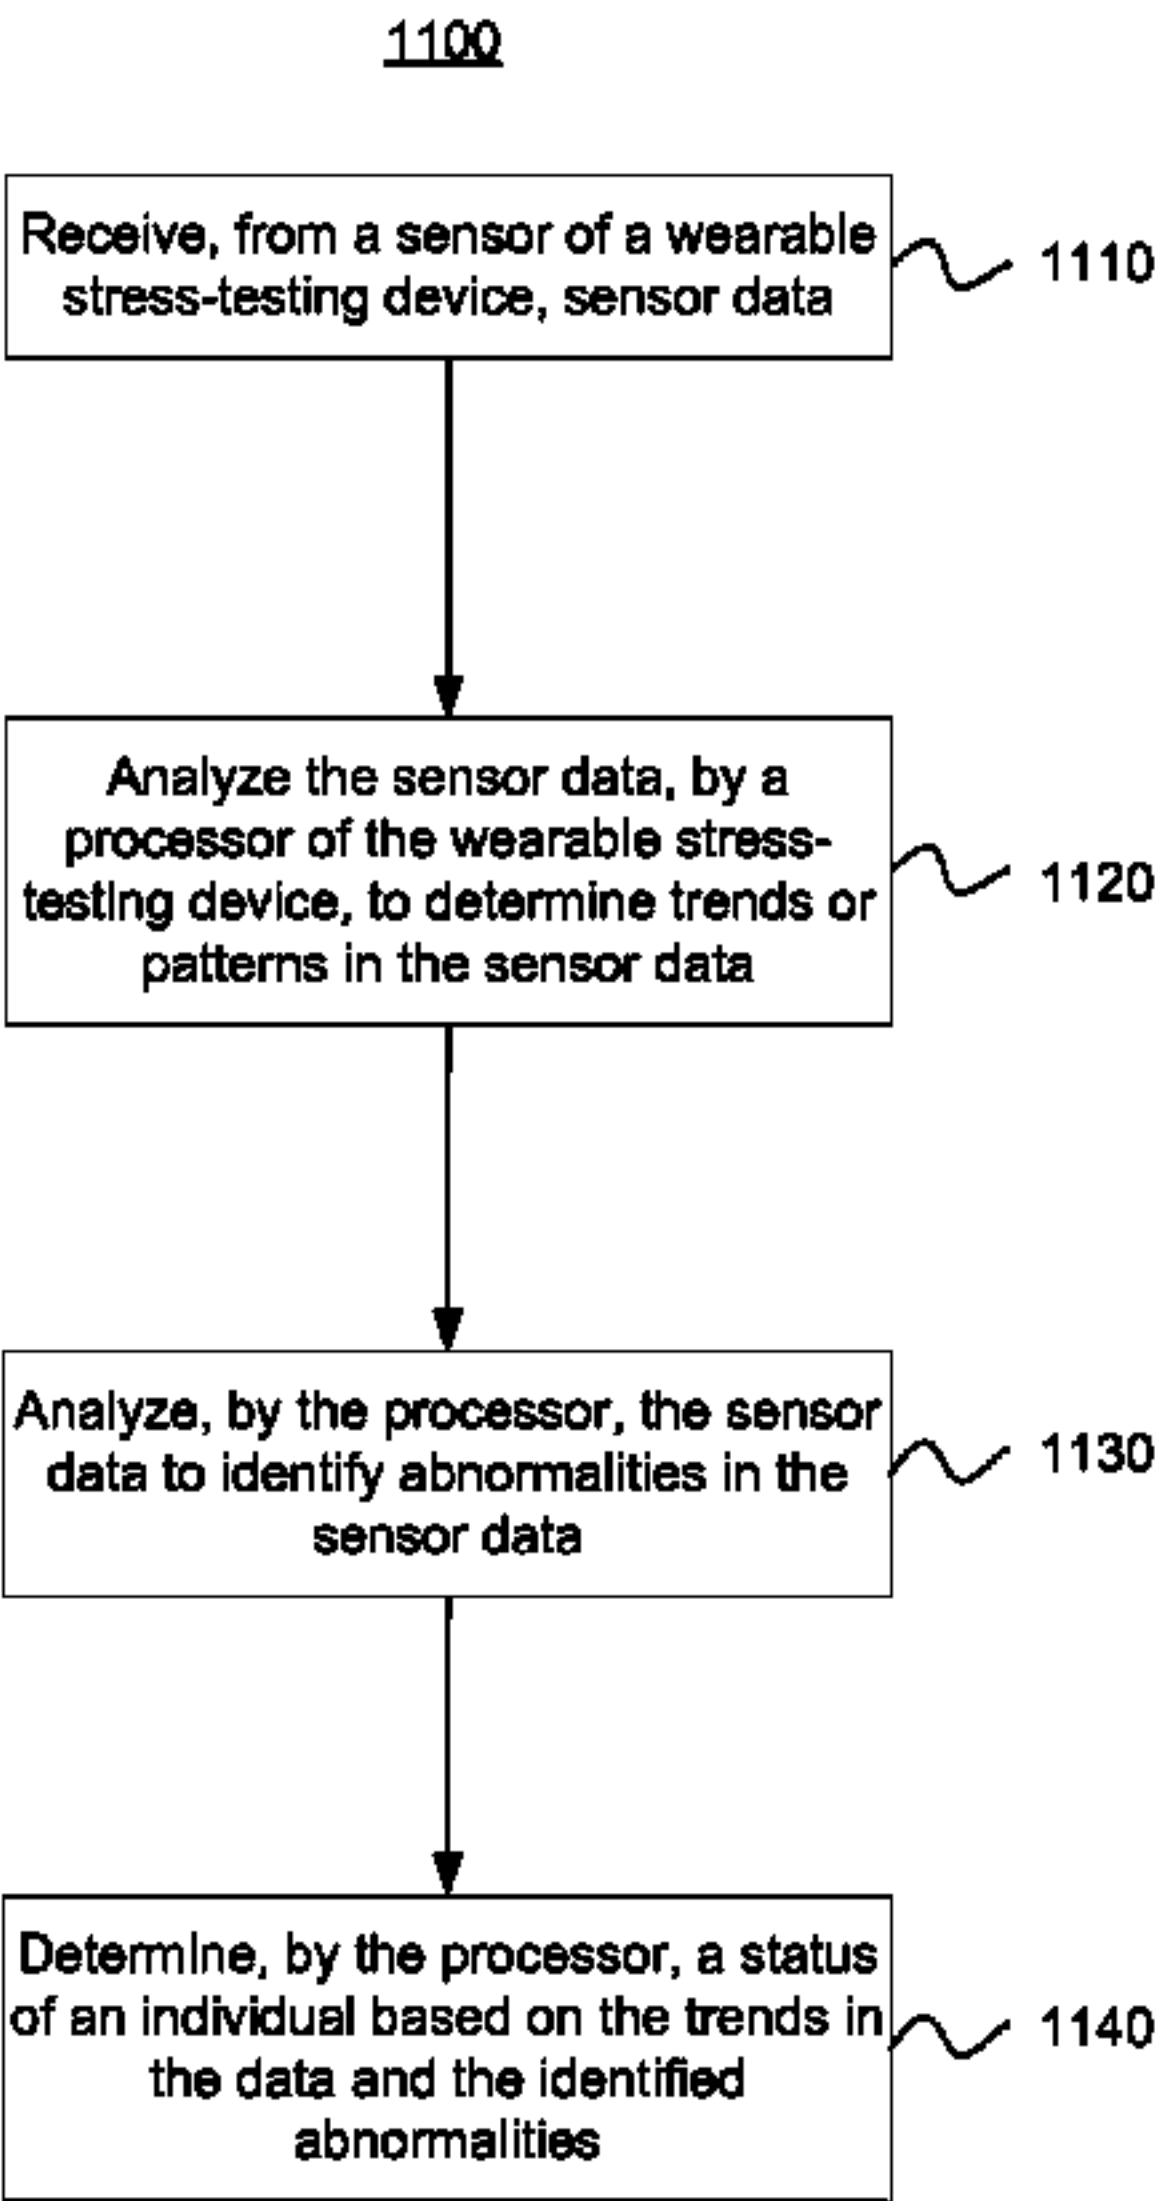 1100
Receive, from a sensor of a wearable
stress-testing device, sensor data
1110
Analyze the sensor data, by a
processor of the wearable stress-
testing device, to determine trends or
patterns in the sensor data
1120
Analyze, by the processor, the sensor
data to identify abnormalities in the
sensor data
1130
Determine, by the processor, a status
of an individual based on the trends in
the data and the identified
abnormalities
1140